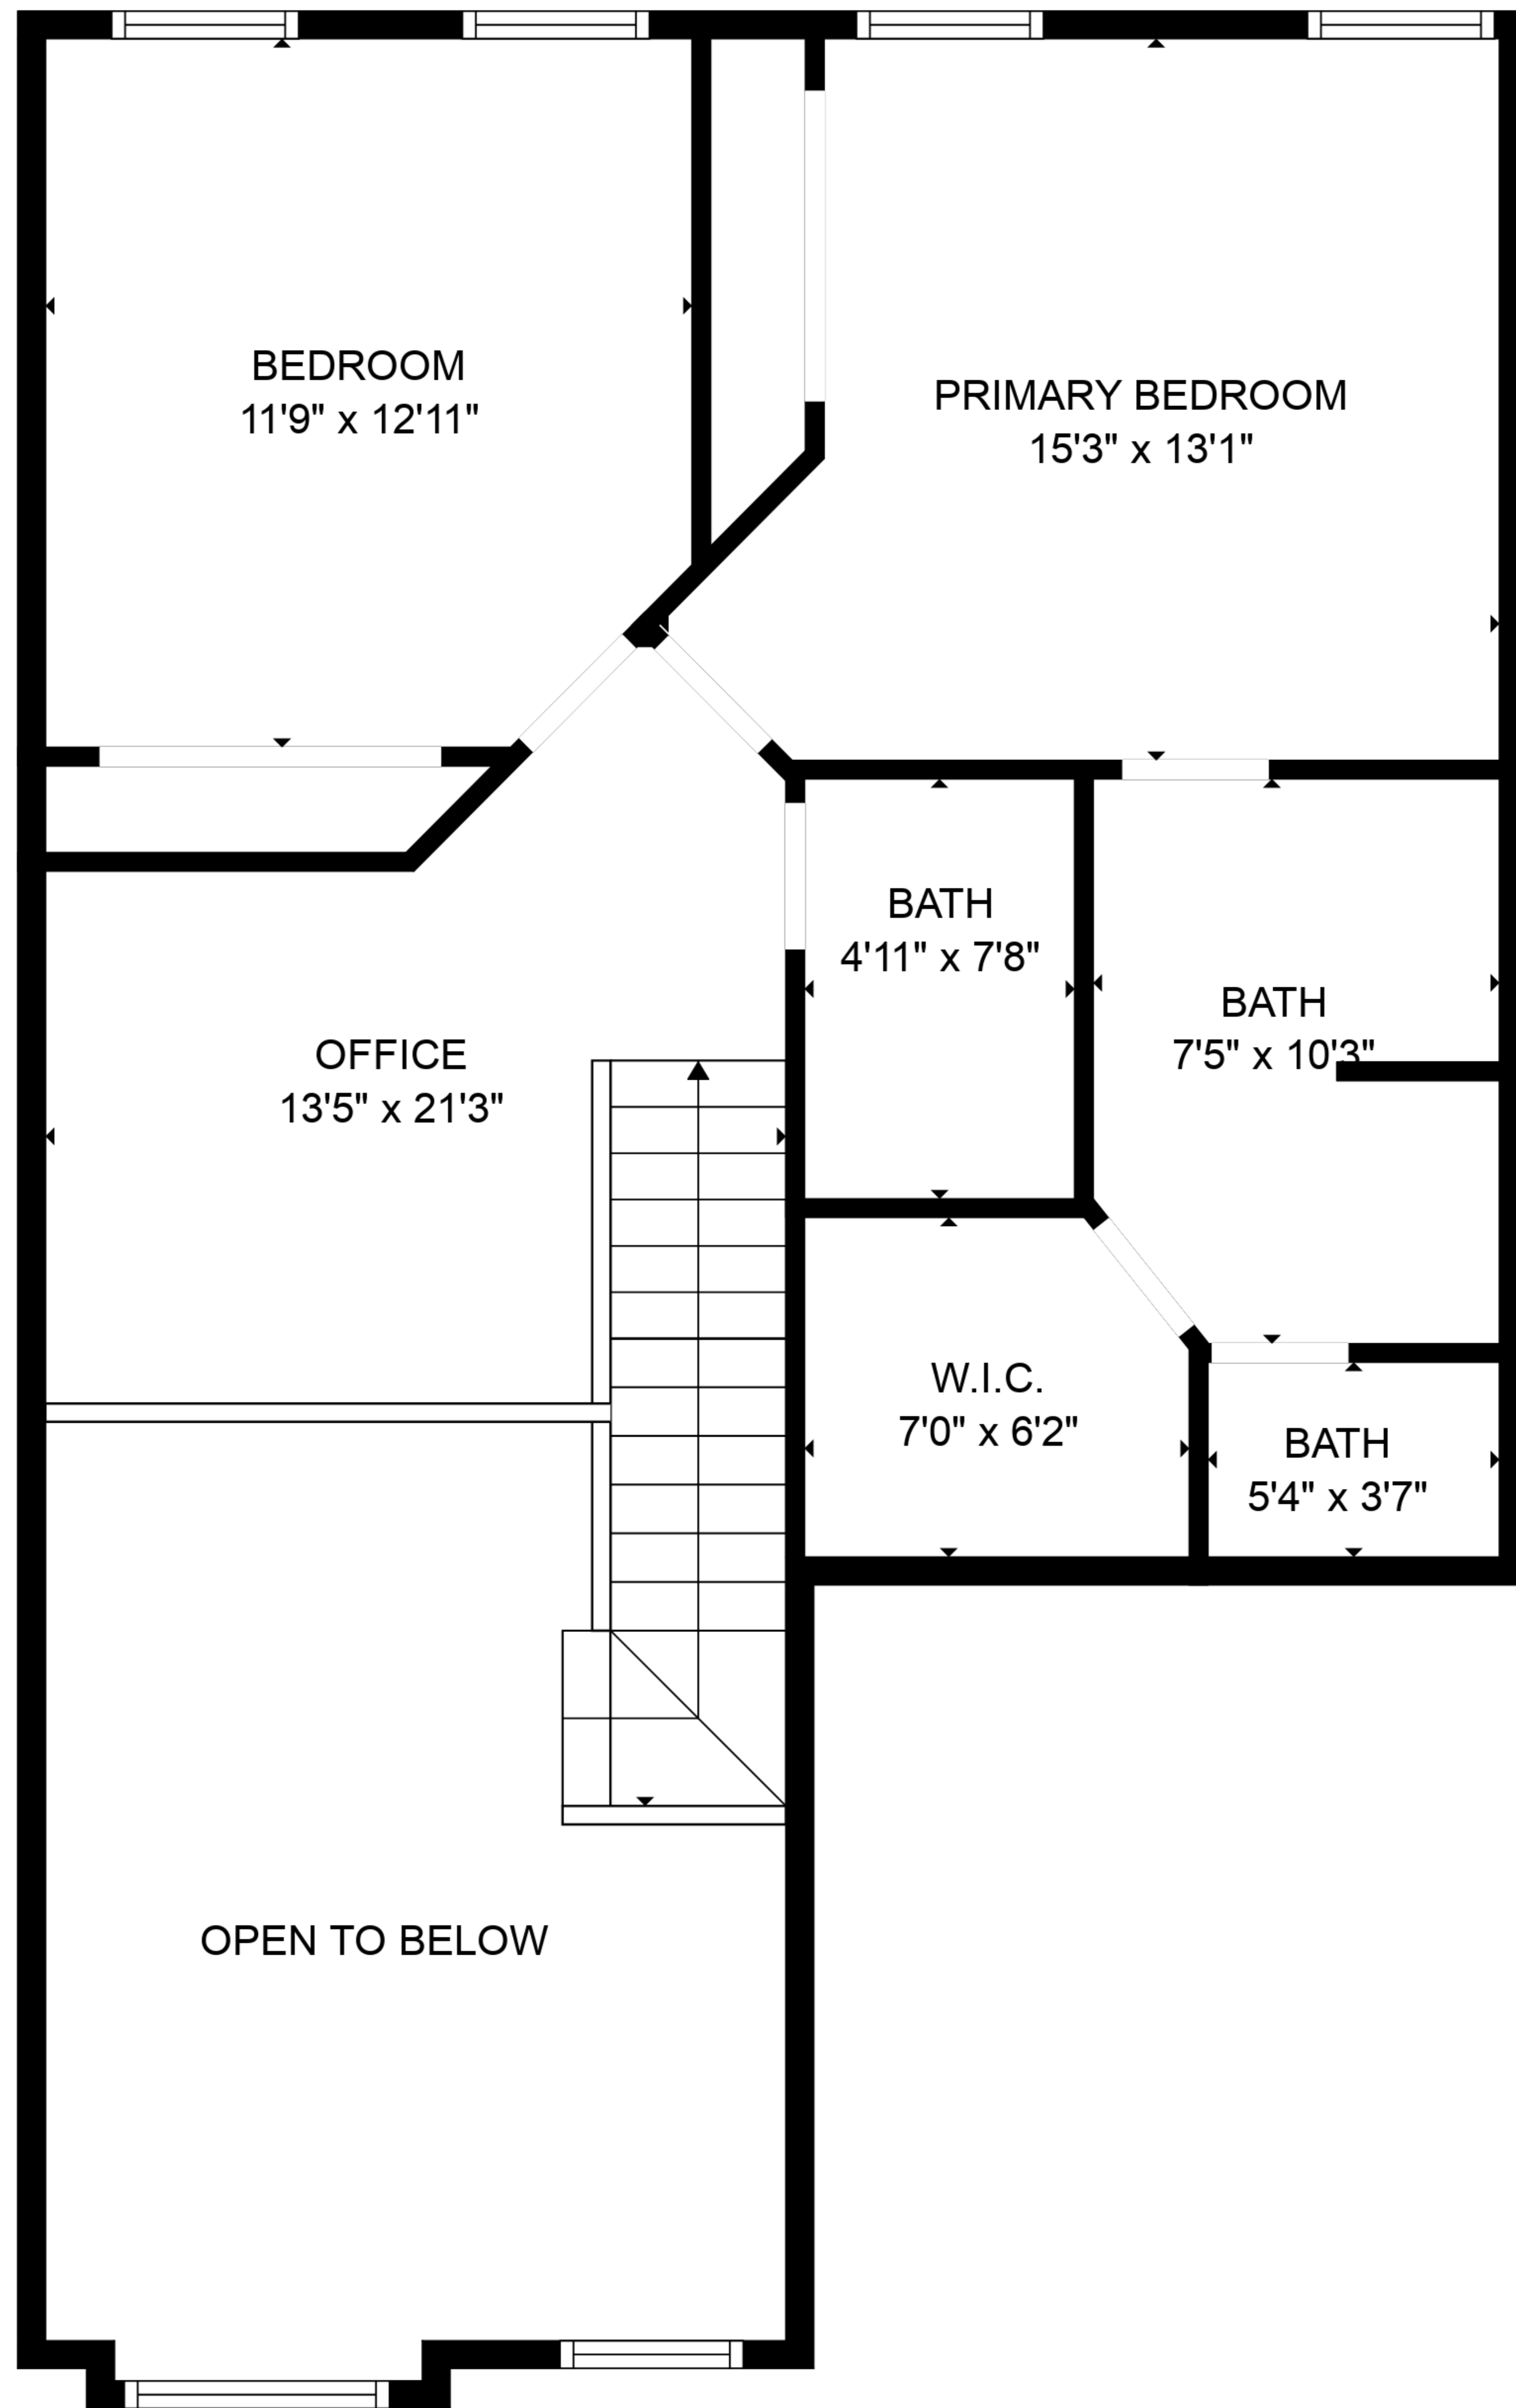 BEDROOM
11'9" x 12'11"
PRIMARY BEDROOM
15'3" x 13'1"
BATH
4'11" x 7'8"
BATH
7'5" x 10'3"
OFFICE
13'5" x 21'3"
W.I.C.
7'0" x 6'2"
BATH
5'4" x 3'7"
OPEN TO BELOW